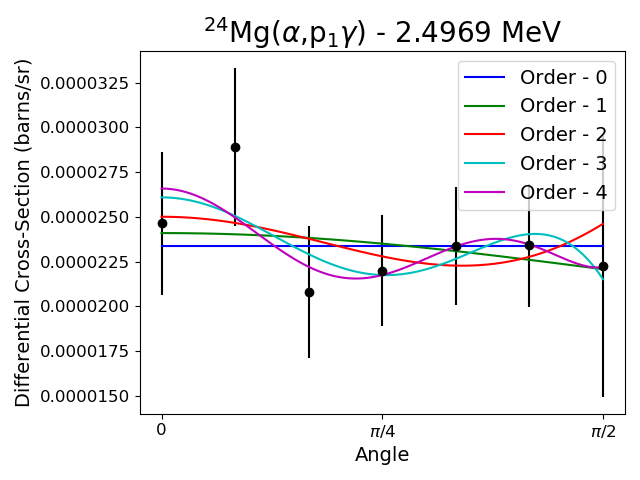 ²⁴Mg(α,p₁γ) - 2.4969 MeV
Differential Cross-Section (barns/sr)
0.0000325
0.0000300
0.0000275
0.0000250
0.0000225
0.0000200
0.0000175
0.0000150
Order - 0
Order - 1
Order - 2
Order - 3
Order - 4
0
π/4
π/2
Angle